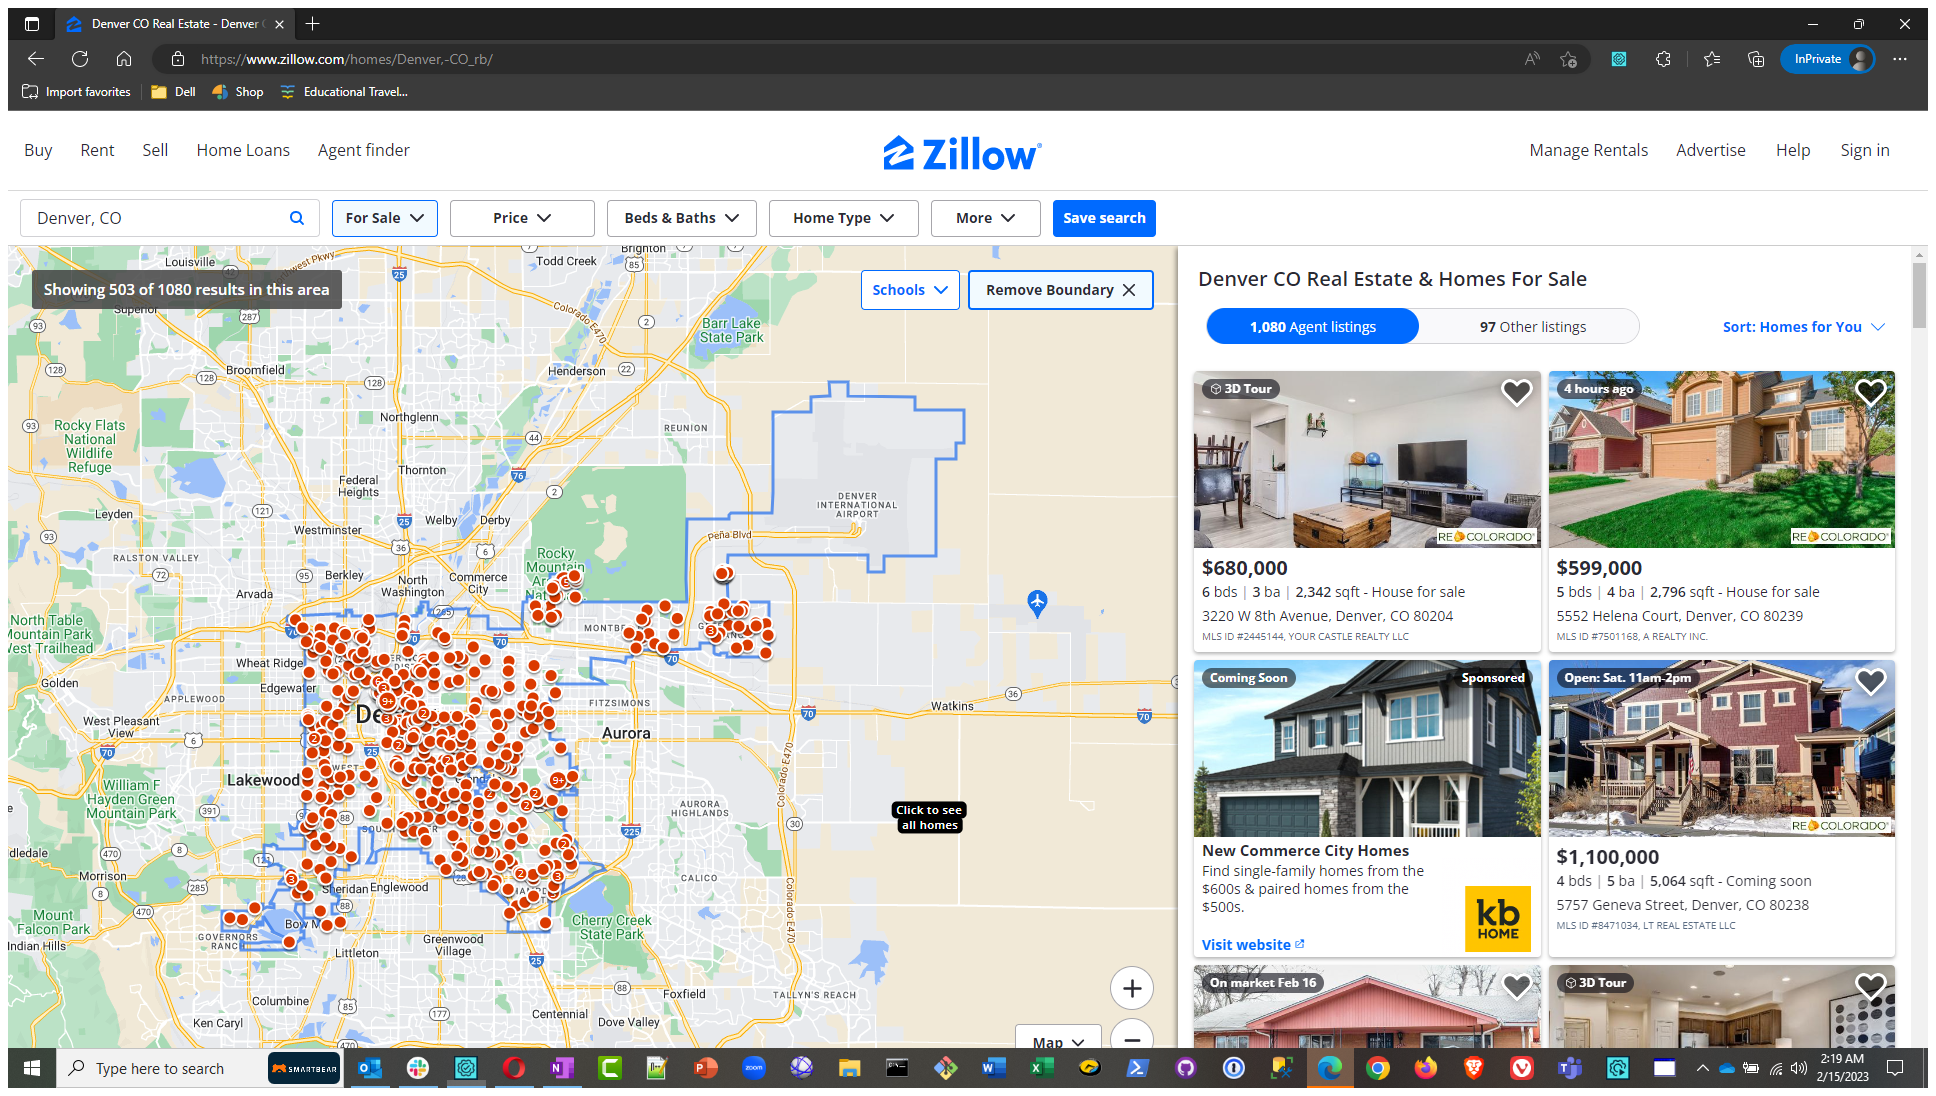 Denver CO Real Estate - Denver
https://www.zillow.com/homes/Denver,-CO_rb/
InPrivate
Import favorites
Dell
Shop
Educational Travel...
Buy
Rent
Sell
Home Loans
Agent finder
Zillow
Manage Rentals
Advertise
Help
Sign in
Denver, CO
For Sale
Price
Beds & Baths
Home Type
More
Save search
Showing 503 of 1080 results in this area
Schools
Remove Boundary
Louisville
Brighton
Todd Creek
Superior
Colorado E470
Barr Lake
State Park
Broomfield
Henderson
Northglenn
REUNION
Rocky Flats
National
Wildlife
Refuge
Thornton
Federal
Heights
Leyden
Welby
Derby
Westminster
DENVER
INTERNATIONAL
AIRPORT
Peña Blvd
RALSTON VALLEY
Rocky
Mountain
Berkley
North
Washington
Commerce
City
Arvada
North Table
Mountain Park
West Trailhead
Wheat Ridge
Golden
Edgewater
APPLEWOOD
FITZSIMONS
Watkins
West Pleasant
View
Aurora
Lakewood
William F
Hayden Green
Mountain Park
AURORA
HIGHLANDS
Colorado E470
Click to see
all homes
Morrison
Sheridan
Englewood
CALICO
Mount
Falcon Park
Indian Hills
Bow M
GOVERNORS
RANCH
Cherry Creek
State Park
Colorado E470
Littleton
Greenwood
Village
Columbine
Foxfield
TALLYN'S REACH
Ken Caryl
Centennial
Dove Valley
Map
Denver CO Real Estate & Homes For Sale
1,080 Agent listings
97 Other listings
Sort: Homes for You
3D Tour
RECOLORADO
$680,000
6 bds | 3 ba | 2,342 sqft - House for sale
3220 W 8th Avenue, Denver, CO 80204
MLS ID #2445144, YOUR CASTLE REALTY LLC
4 hours ago
RECOLORADO
$599,000
5 bds | 4 ba | 2,796 sqft - House for sale
5552 Helena Court, Denver, CO 80239
MLS ID #7501168, A REALTY INC.
Coming Soon
Sponsored
New Commerce City Homes
Find single-family homes from the
$600s & paired homes from the
$500s.
Visit website
kb
HOME
Open: Sat. 11am-2pm
RECOLORADO
$1,100,000
4 bds | 5 ba | 5,064 sqft - Coming soon
5757 Geneva Street, Denver, CO 80238
MLS ID #8471034, LT REAL ESTATE LLC
On market Feb 16
3D Tour
Type here to search
SMARTBEAR
zoom
2:19 AM
2/15/2023